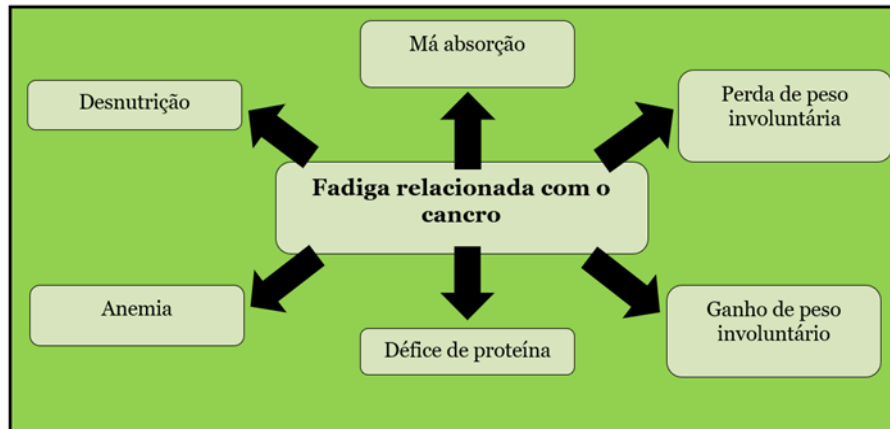 Má absorção
Desnutrição
Perda de peso
involuntária
Fadiga relacionada com o
cancro
Anemia
Ganho de peso
involuntário
Défice de proteína